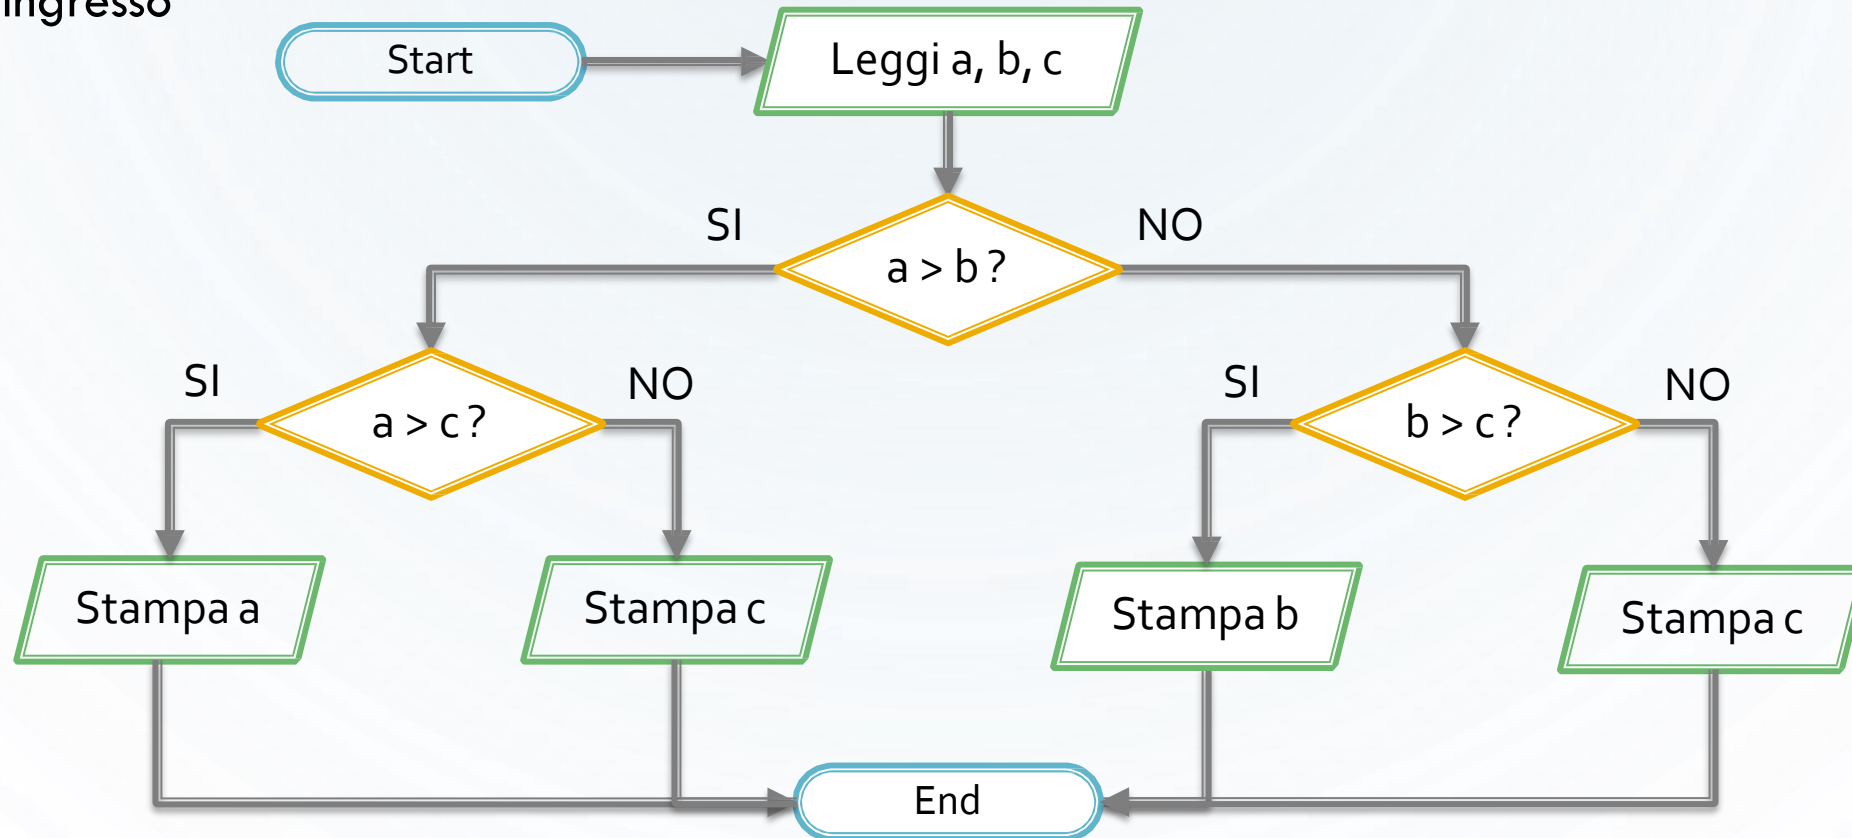 ingresso
Start
Leggi a, b, c
SI
NO
a > b ?
SI
NO
SI
NO
a > c ?
b > c ?
Stampa a
Stampa c
Stampa b
Stampa c
End